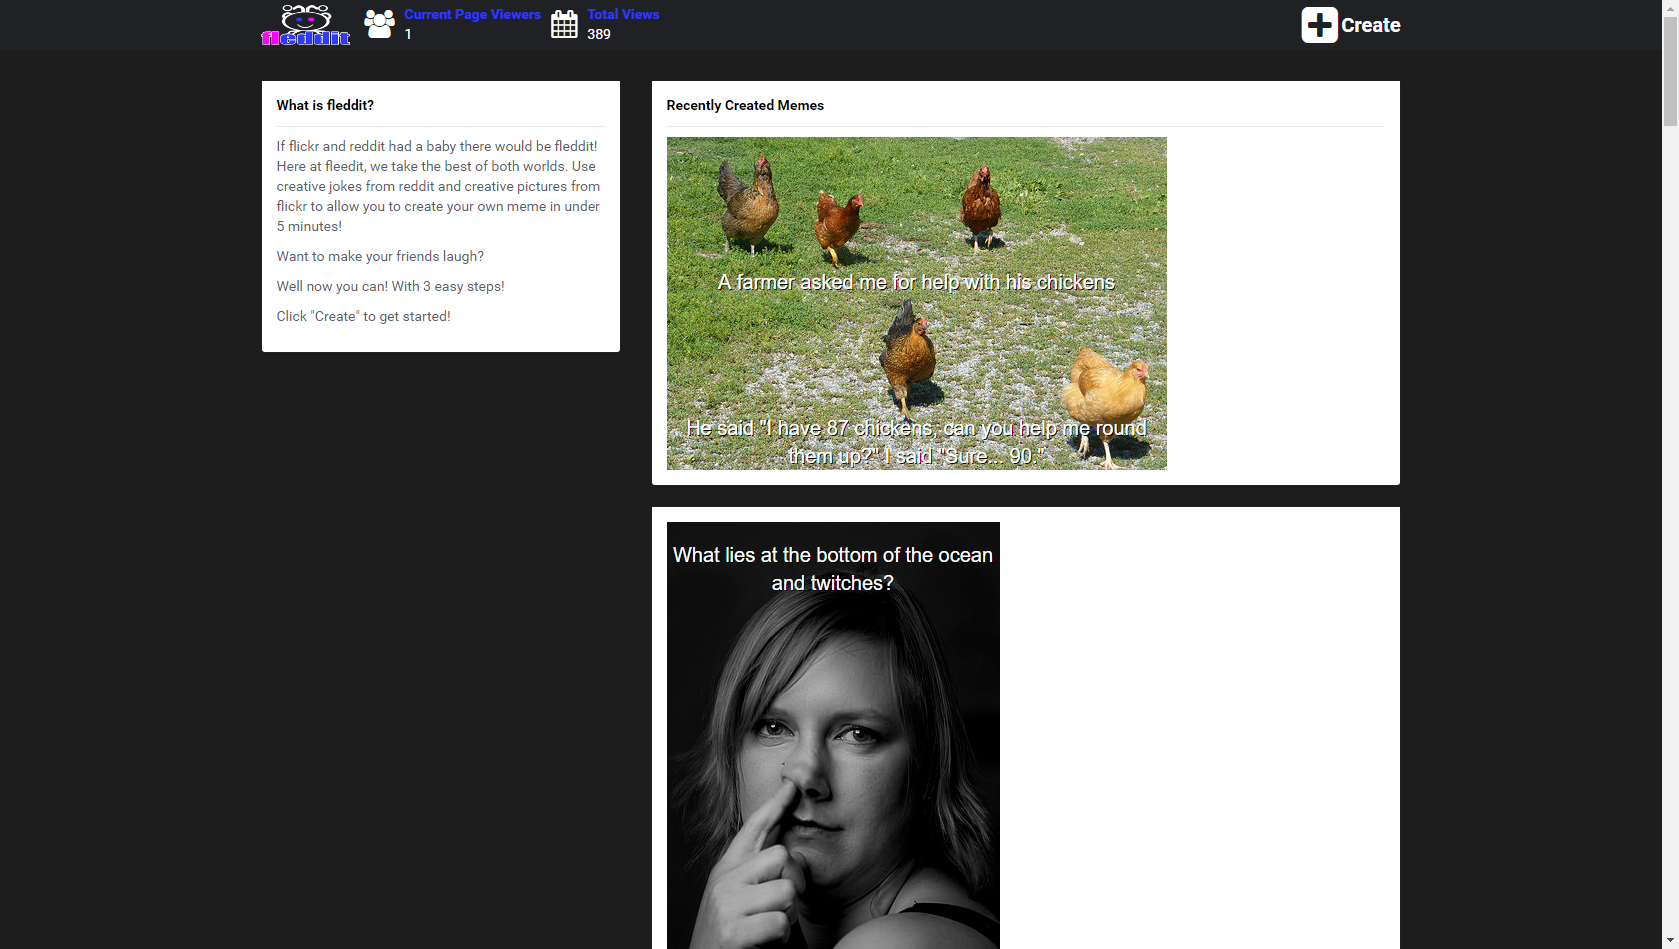 fleddit
Current Page Viewers
1
Total Views
389
Create
What is fleddit?
If flickr and reddit had a baby there would be fleddit!
Here at fleedit, we take the best of both worlds. Use
creative jokes from reddit and creative pictures from
flickr to allow you to create your own meme in under
5 minutes!
Want to make your friends laugh?
Well now you can! With 3 easy steps!
Click "Create" to get started!
Recently Created Memes
A farmer asked me for help with his chickens
He said "I have 87 chickens, can you help me round
them up?" I said "Sure... 90."
What lies at the bottom of the ocean
and twitches?